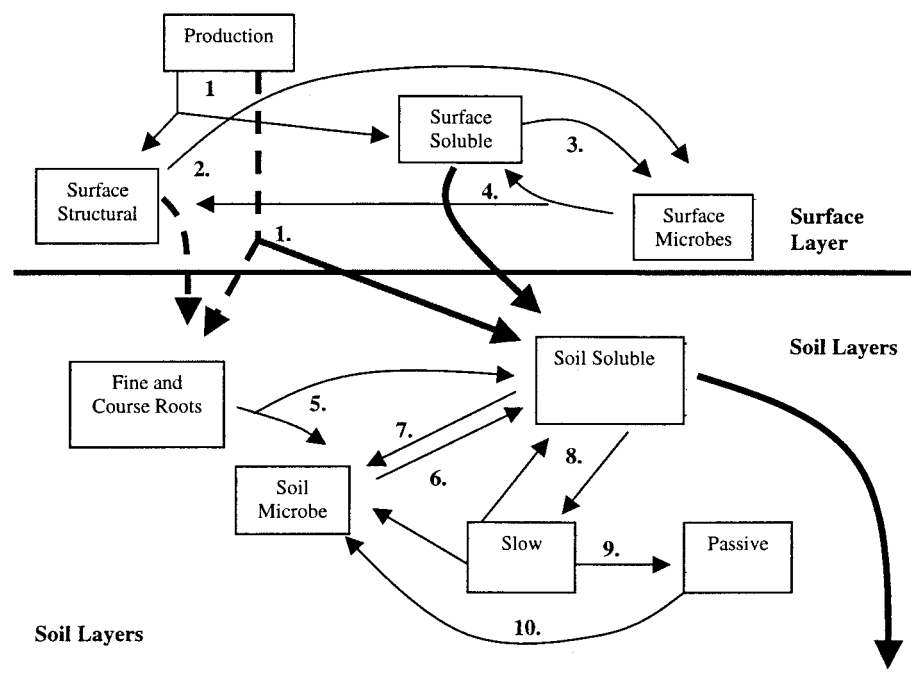 Production
1
Surface
Soluble
3.
2.
4.
Surface
Structural
Surface
Microbes
Surface
Layer
1.
Soil Layers
Soil Soluble
Fine and
Course Roots
5.
7.
6.
8.
Soil
Microbe
Slow
9.
Passive
10.
Soil Layers